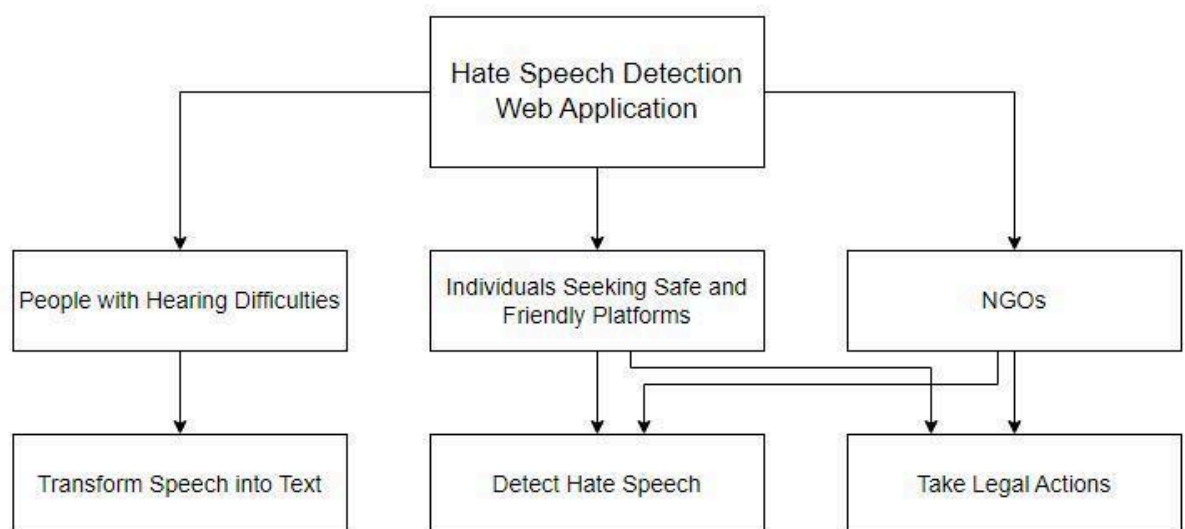 Hate Speech Detection
Web Application
People with Hearing Difficulties
Individuals Seeking Safe and
Friendly Platforms
NGOs
Transform Speech into Text
Detect Hate Speech
Take Legal Actions